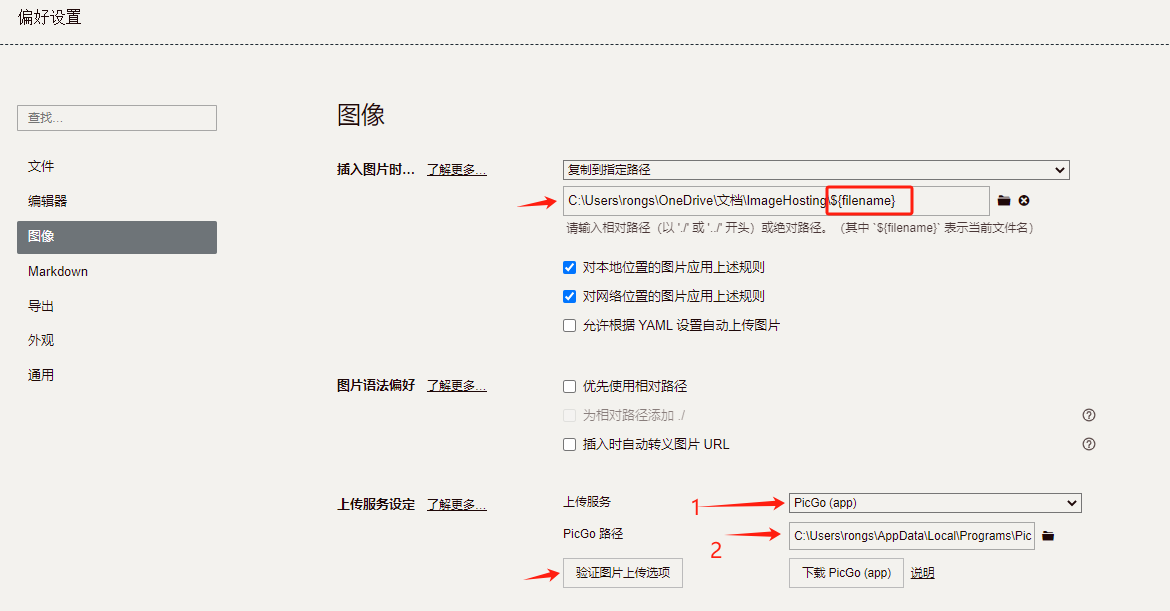 偏好设置
查找...
文件
编辑器
图像
Markdown
导出
外观
通用
图像
插入图片时... 了解更多... 复制到指定路径
C:\Users\rongs\OneDrive\文档\ImageHosting\${filename}
请输入相对路径（以 './' 或 '../' 开头）或绝对路径。（其中 `${filename}` 表示当前文件名）
对本地位置的图片应用上述规则
对网络位置的图片应用上述规则
允许根据 YAML 设置自动上传图片
图片语法偏好 了解更多... 优先使用相对路径
为相对路径添加 ./
插入时自动转义图片 URL
上传服务设定 了解更多... 上传服务 1 PicGo (app)
PicGo 路径 2 C:\Users\rongs\AppData\Local\Programs\Pic
验证图片上传选项 下载 PicGo (app) 说明